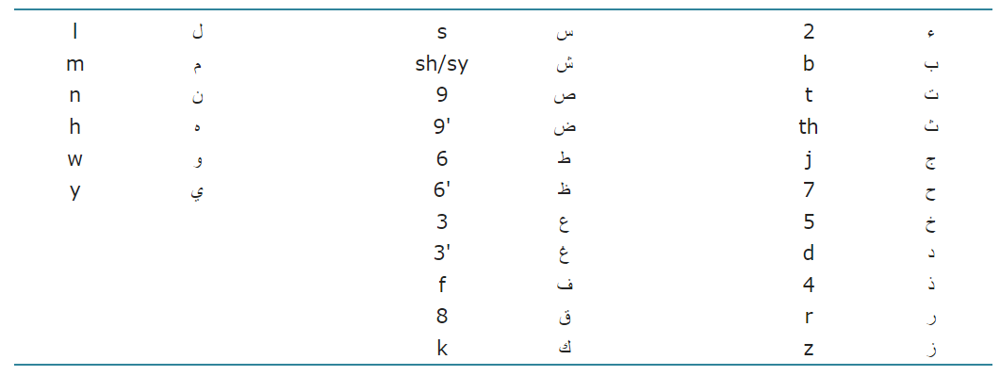 l ل s س 2 ء
m م sh/sy ش b ب
n ن 9 ص t ت
h ه 9' ض th ث
w و 6 ط j ج
y ي 6' ظ 7 ح
3 ع 5 خ
3' غ d د
f ف 4 ذ
8 ق r ر
k ك z ز